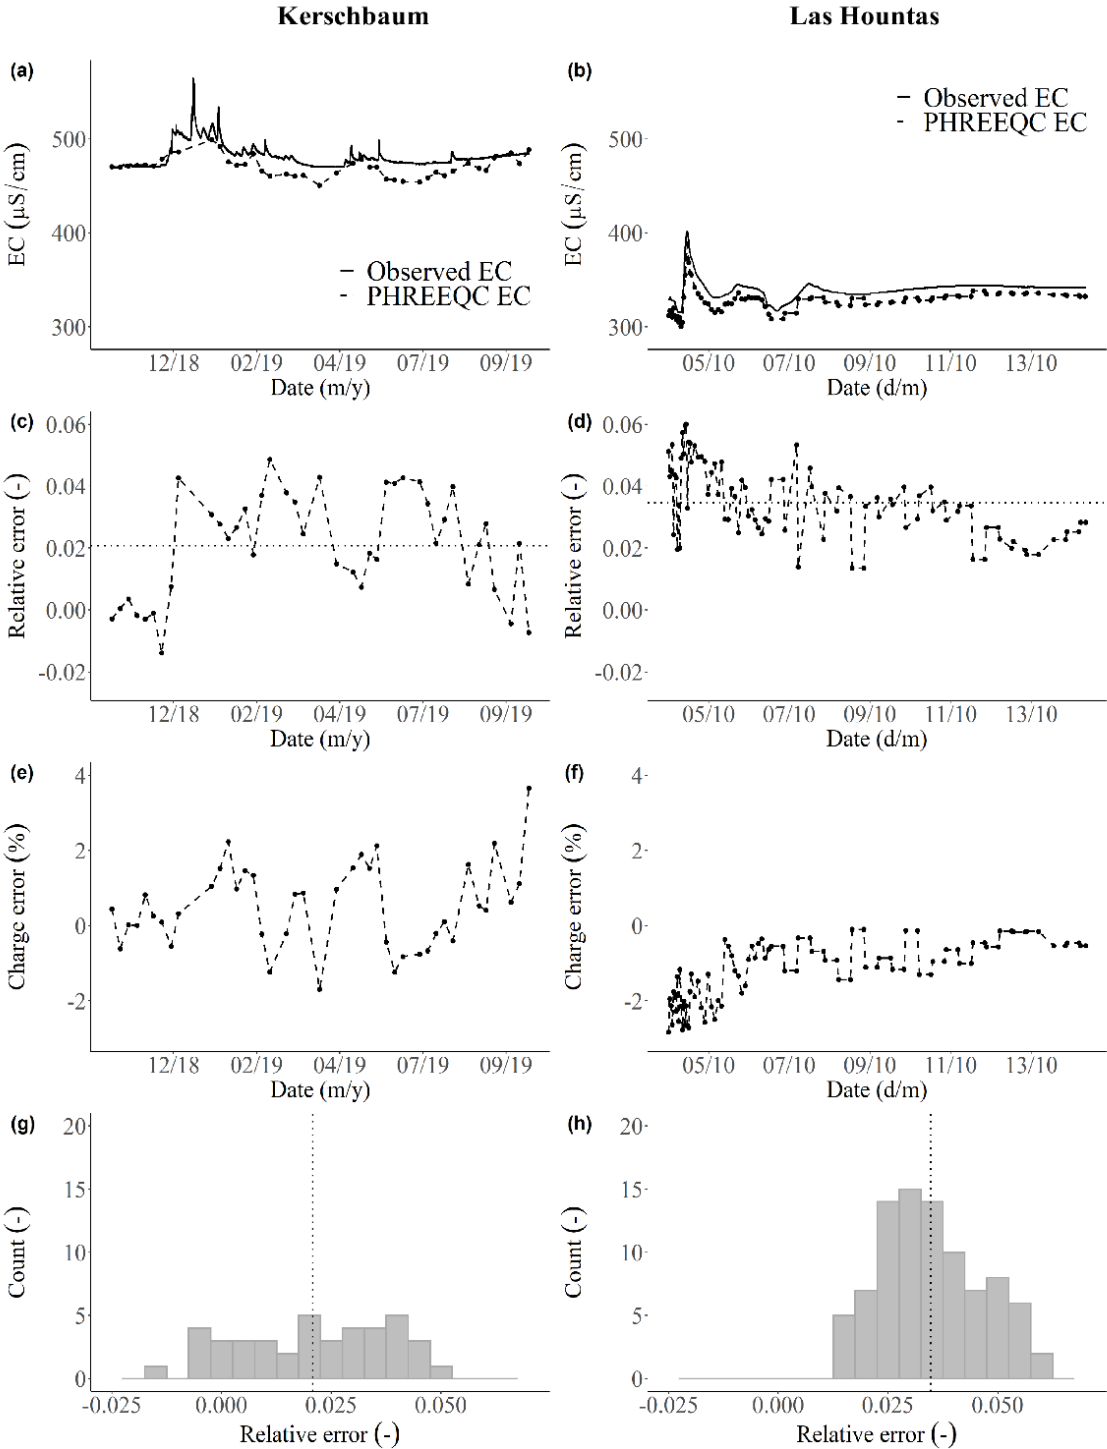 Kerschbaum
Las Hountas
(a)
EC (µS/cm)
500
400
300
Observed EC
PHREEQC EC
12/18 02/19 04/19 07/19 09/19
Date (m/y)
(b)
EC (µS/cm)
500
400
300
Observed EC
PHREEQC EC
05/10 07/10 09/10 11/10 13/10
Date (d/m)
(c)
Relative error (-)
0.06
0.04
0.02
0.00
-0.02
12/18 02/19 04/19 07/19 09/19
Date (m/y)
(d)
Relative error (-)
0.06
0.04
0.02
0.00
-0.02
05/10 07/10 09/10 11/10 13/10
Date (d/m)
(e)
Charge error (%)
4
2
0
-2
12/18 02/19 04/19 07/19 09/19
Date (m/y)
(f)
Charge error (%)
4
2
0
-2
05/10 07/10 09/10 11/10 13/10
Date (d/m)
(g)
Count (-)
20
15
10
5
0
-0.025 0.000 0.025 0.050
Relative error (-)
(h)
Count (-)
20
15
10
5
0
-0.025 0.000 0.025 0.050
Relative error (-)